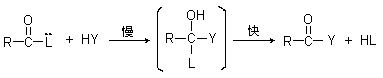 O
R—C—L̈ + HY 慢 ⟶ [ R—C(OH)(L)—Y ] 快 ⟶ R—C(=O)—Y + HL